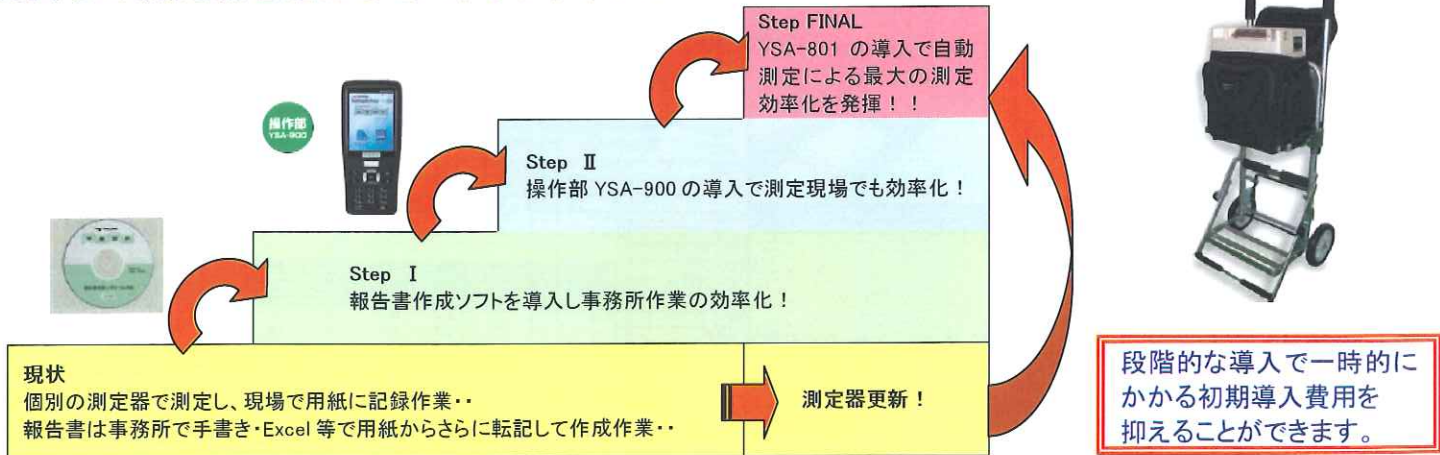 Step FINAL
YSA-801 の導入で自動
測定による最大の測定
効率化を発揮！！
操作部
YSA-900
Step Ⅱ
操作部 YSA-900 の導入で測定現場でも効率化！
Step Ⅰ
報告書作成ソフトを導入し事務所作業の効率化！
現状
個別の測定器で測定し、現場で用紙に記録作業・・
報告書は事務所で手書き・Excel 等で用紙からさらに転記して作成作業・・
測定器更新！
段階的な導入で一時的に
かかる初期導入費用を
抑えることができます。